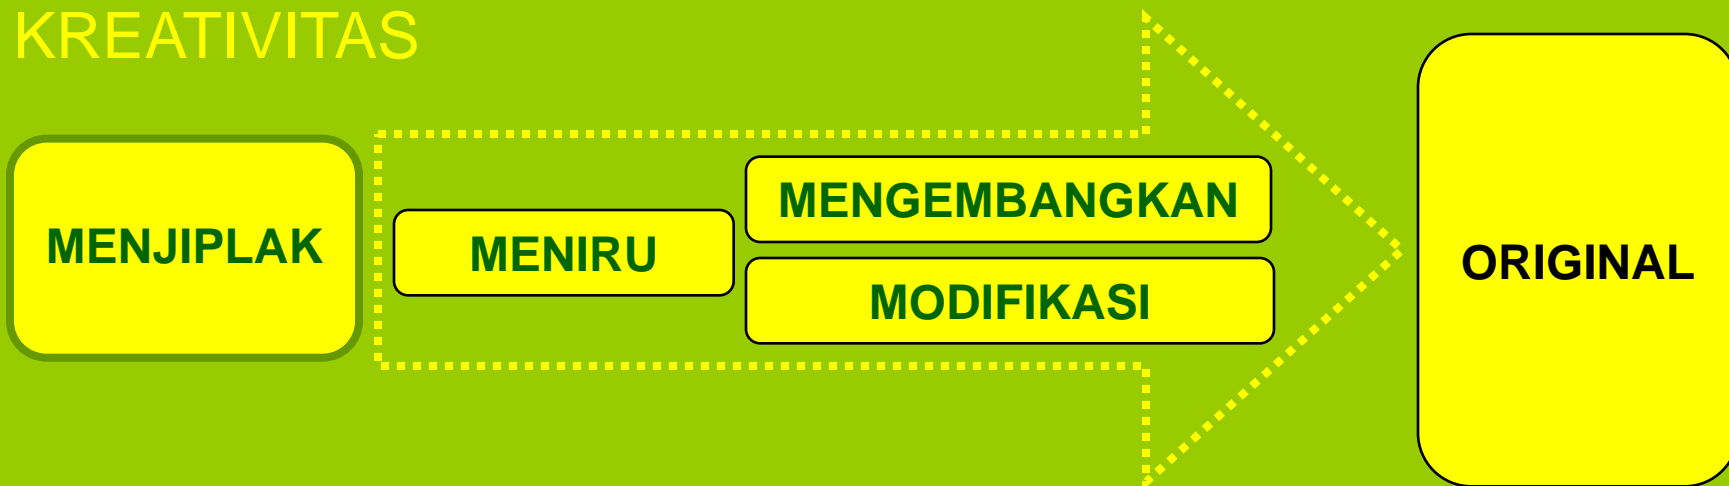 KREATIVITAS
MENJIPLAK
MENIRU
MENGEMBANGKAN
MODIFIKASI
ORIGINAL